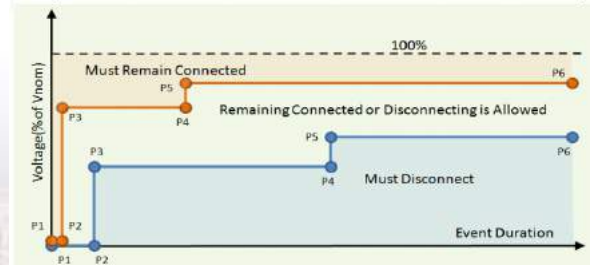 100%
Must Remain Connected
P5
P6
P3
P4
Remaining Connected or Disconnecting is Allowed
P5
P3
P6
P4
Must Disconnect
Voltage(% of Vnom)
P1
P2
Event Duration
P1
P2